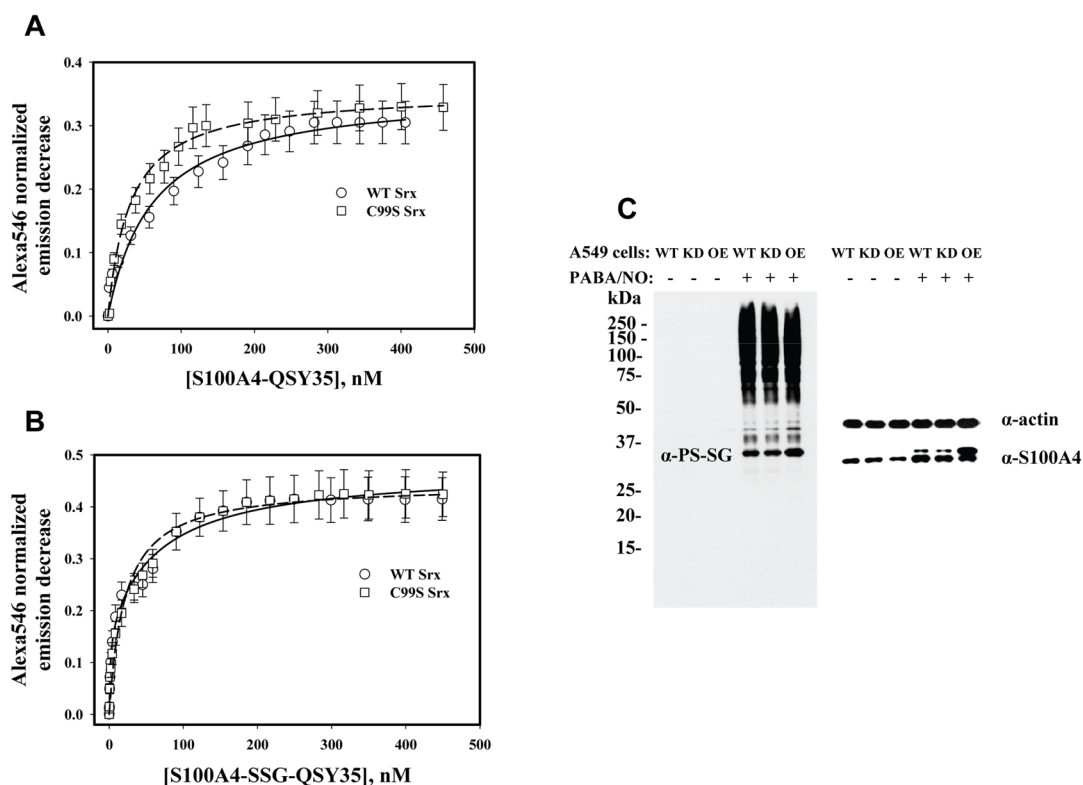 A
Alexa546 normalized
emission decrease
0.4
0.3
0.2
0.1
0.0
WT Srx
C99S Srx
0 100 200 300 400 500
[S100A4-QSY35], nM
B
Alexa546 normalized
emission decrease
0.5
0.4
0.3
0.2
0.1
0.0
WT Srx
C99S Srx
0 100 200 300 400 500
[S100A4-SSG-QSY35], nM
C
A549 cells: WT KD OE WT KD OE WT KD OE WT KD OE
PABA/NO: - - - + + + - - - + + +
kDa
250 -
150 -
100-
75-
50-
37-
25-
20-
15-
α-PS-SG
α-actin
α-S100A4